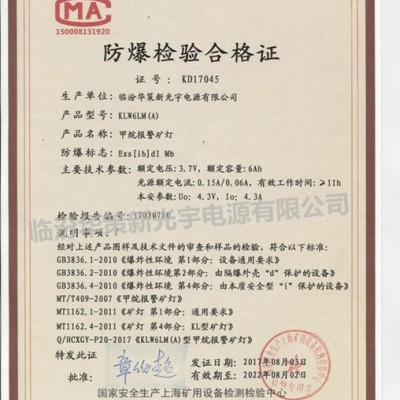 CMA
150008131920
防爆检验合格证
证号: KD17045
生产单位:临汾华策新光宇电源有限公司
产品型号:KLW6LM(A)
产品名称:甲烷报警矿灯
防爆标志:Exs[ib]dI Mb
主要技术参数:额定电压:3.7V,额定容量:6Ah
光源额定电流:0.15A/0.06A,有效工作时间:≥11h
本安参数:Uo: 4.3V, Io: 4.3A
检验报告编号:
说明事项:
经对上述产品图样及技术文件的审查和样品的检验,符合以下标准:
GB3836.1-2010《爆炸性环境 第1部分:设备通用要求》
GB3836.2-2010《爆炸性环境第2部分:由隔爆外壳"d"保护的设备》
GB3836.4-2010《爆炸性环境 第4部分:由本质安全型"i"保护的设备》
MT/T409-2007《甲烷报警矿灯》
MT1162.1-2011《矿灯 第1部分:通用要求》
MT1162.4-2011《矿灯 第4部分:KL型矿灯》
Q/HCXGY-P20-2017《KLW6LM(A)型甲烷报警矿灯》
特发此证
发证日期:2017年08月03日
批准:
有效期至:2022年08月02日
国家安全生产上海矿用设备检测检验中心
临汾华策新光宇电源有限公司